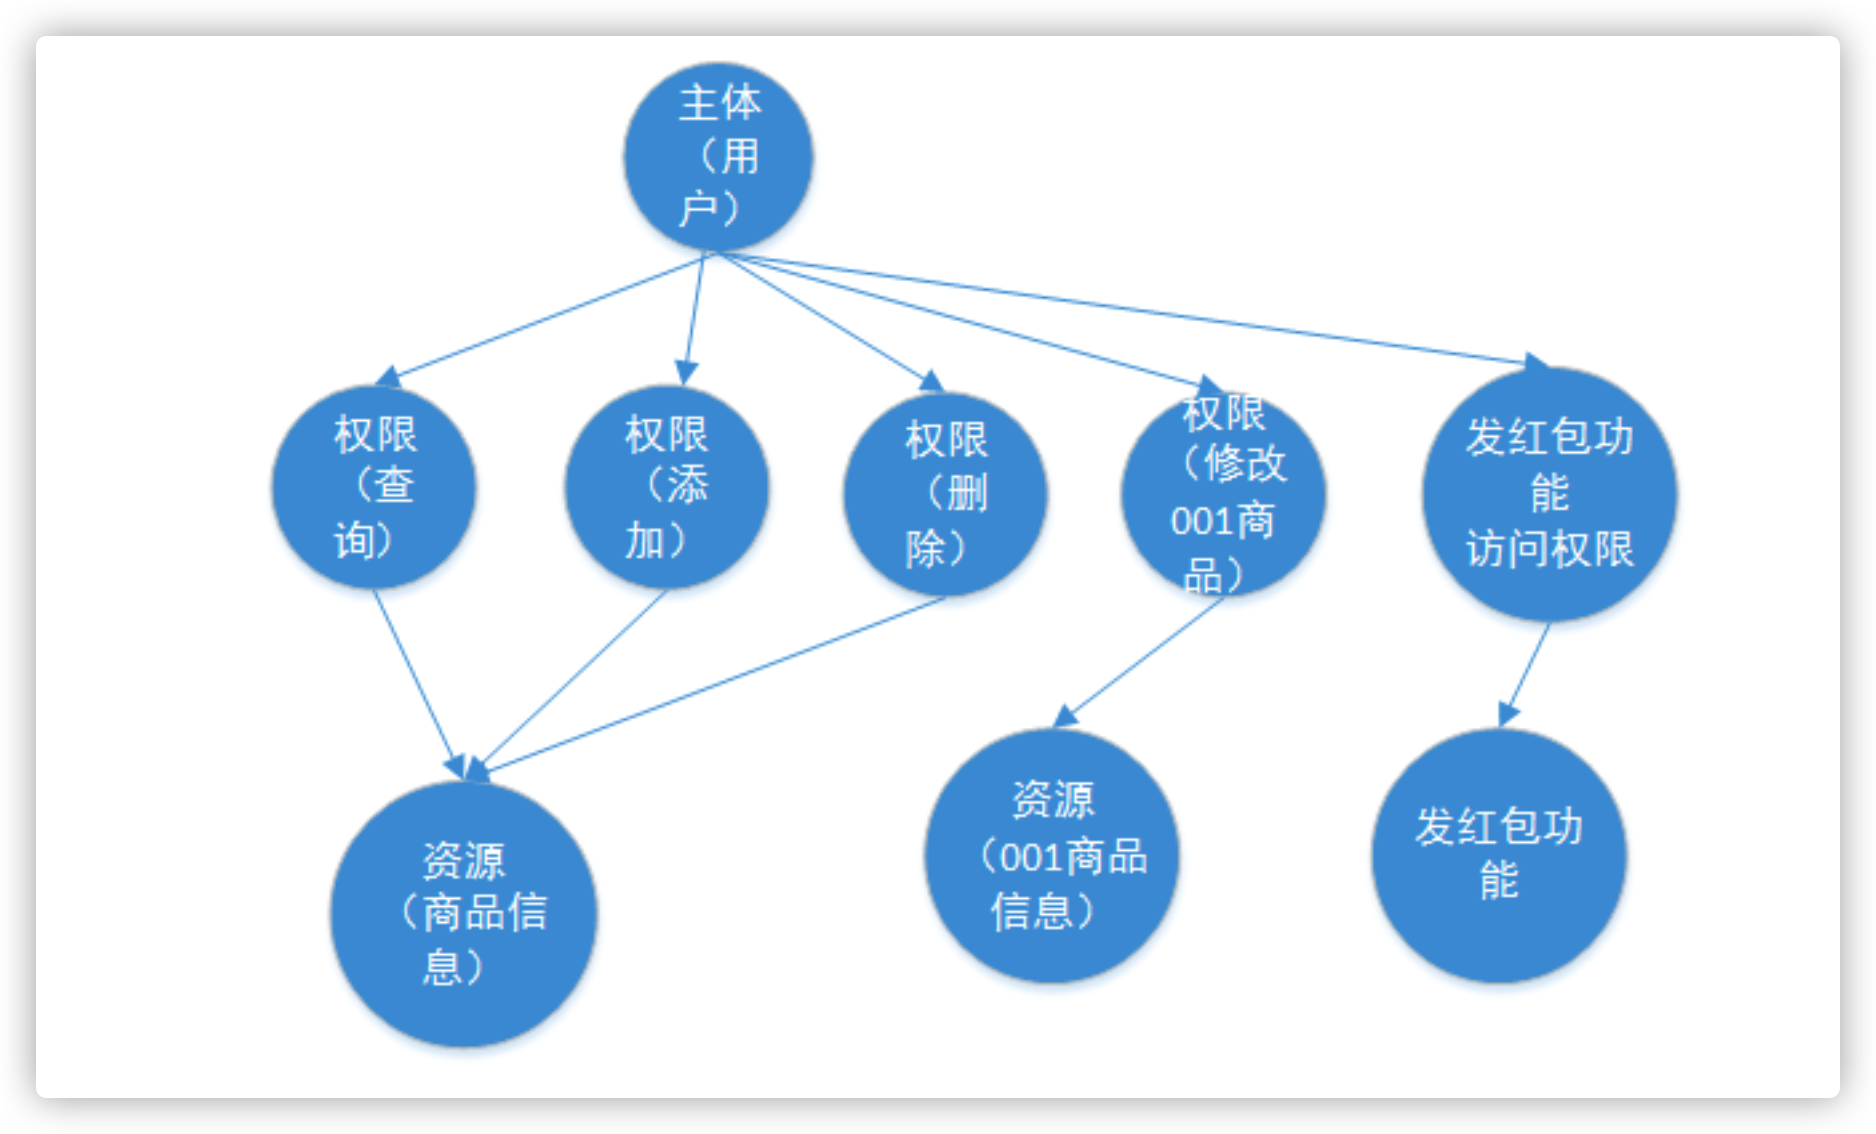 主体
（用
户）
权限
（查
询）
权限
（添
加）
权限
（删
除）
权限
（修改
001商
品）
发红包功
能
访问权限
资源
（商品信
息）
资源
（001商品
信息）
发红包功
能